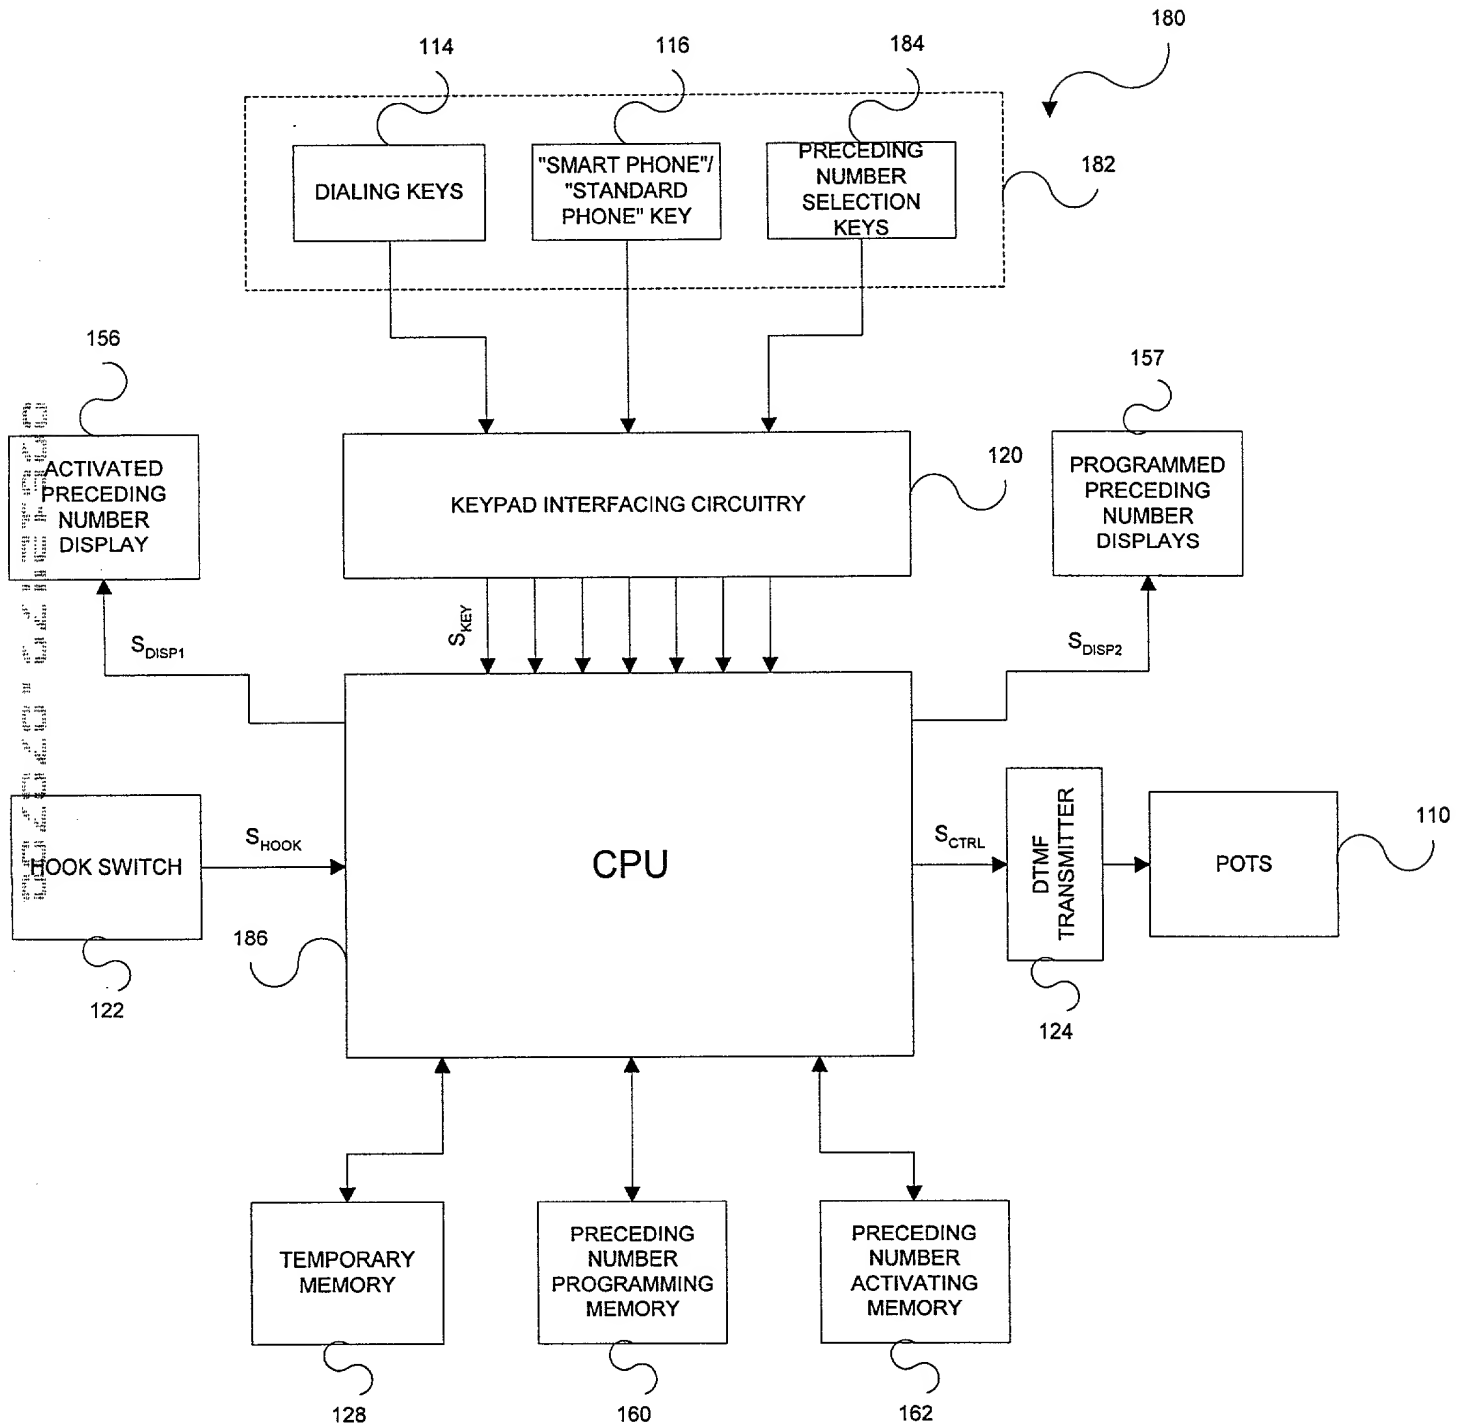 180
114
116
184
182
DIALING KEYS
"SMART PHONE"/
"STANDARD
PHONE" KEY
PRECEDING
NUMBER
SELECTION
KEYS
156
157
ACTIVATED
PRECEDING
NUMBER
DISPLAY
KEYPAD INTERFACING CIRCUITRY
120
PROGRAMMED
PRECEDING
NUMBER
DISPLAYS
SDISP1
SKEY
SDISP2
HOOK SWITCH
SHOOK
CPU
SCTRL
DTMF
TRANSMITTER
POTS
110
186
122
124
TEMPORARY
MEMORY
PRECEDING
NUMBER
PROGRAMMING
MEMORY
PRECEDING
NUMBER
ACTIVATING
MEMORY
128
160
162